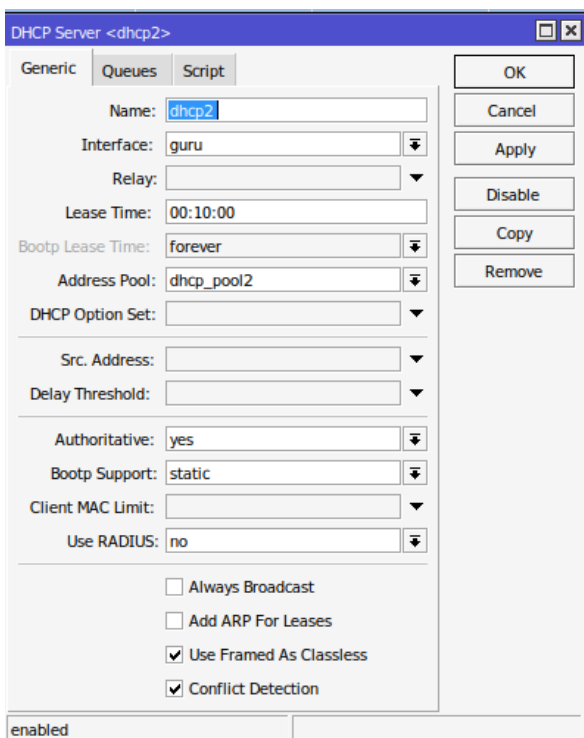 DHCP Server <dhcp2>
Generic Queues Script
Name: dhcp2
Interface: guru
Relay:
Lease Time: 00:10:00
Bootp Lease Time: forever
Address Pool: dhcp_pool2
DHCP Option Set:
Src. Address:
Delay Threshold:
Authoritative: yes
Bootp Support: static
Client MAC Limit:
Use RADIUS: no
Always Broadcast
Add ARP For Leases
Use Framed As Classless
Conflict Detection
OK
Cancel
Apply
Disable
Copy
Remove
enabled